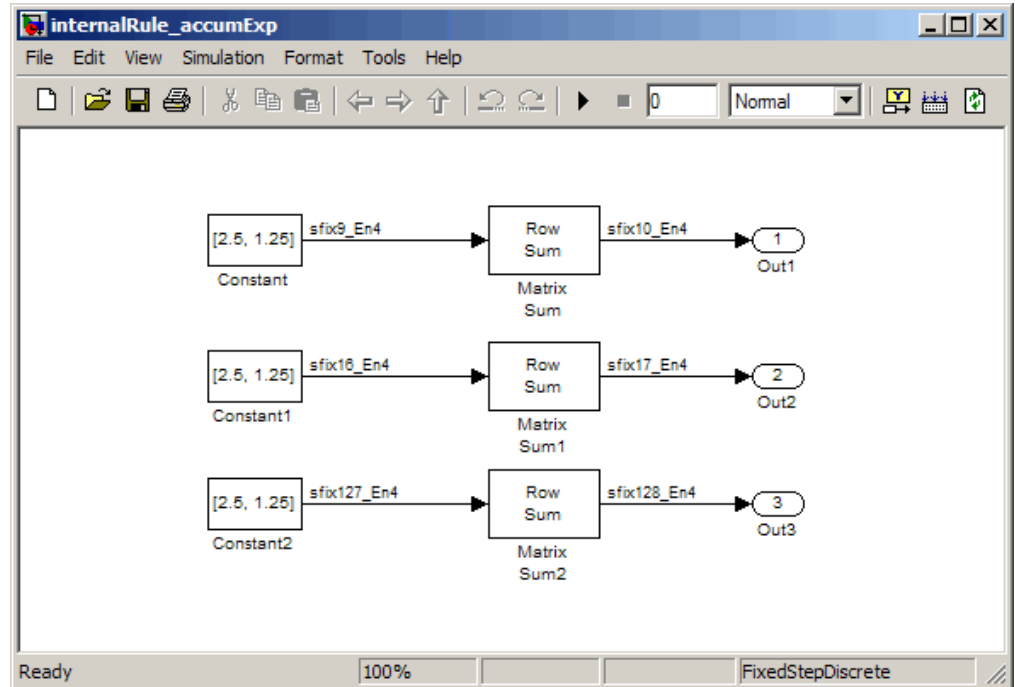 internalRule_accumExp
File Edit View Simulation Format Tools Help
0 Normal
[2.5, 1.25] sfix9_En4 Row Sum sfix10_En4 1
Constant Matrix Sum Out1
[2.5, 1.25] sfix16_En4 Row Sum sfix17_En4 2
Constant1 Matrix Sum1 Out2
[2.5, 1.25] sfix127_En4 Row Sum sfix128_En4 3
Constant2 Matrix Sum2 Out3
Ready 100% FixedStepDiscrete